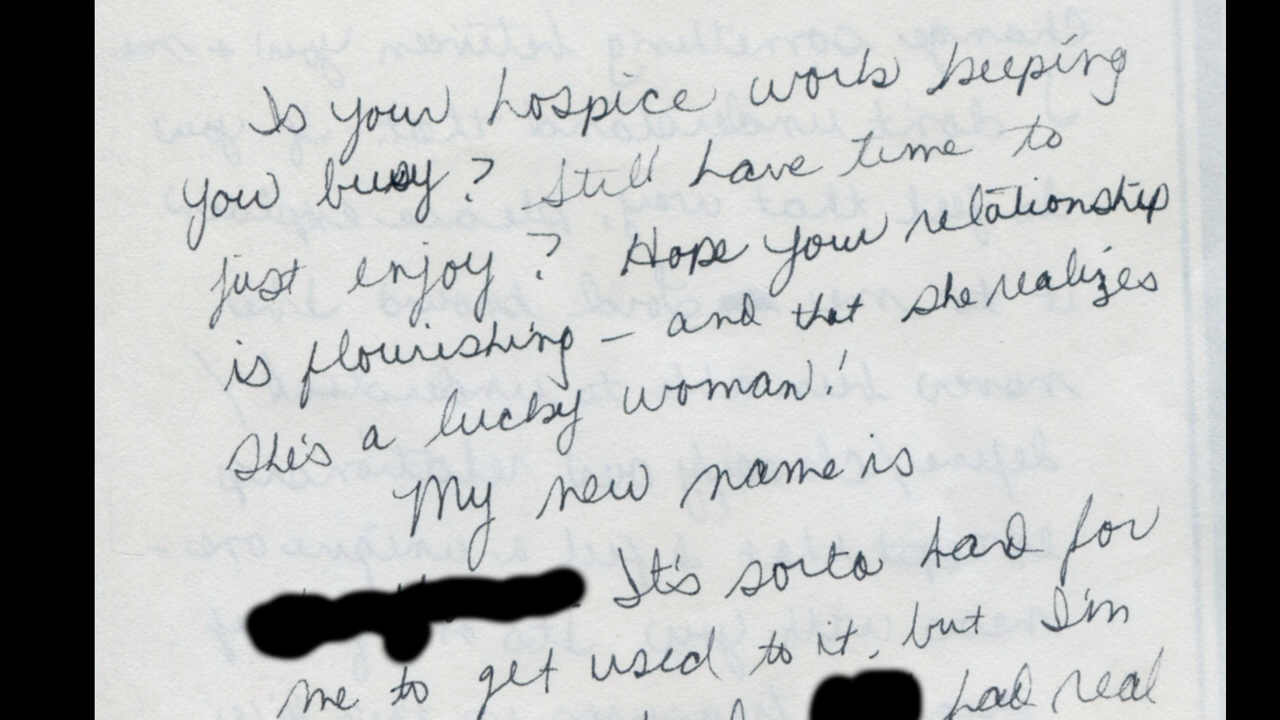 Is your hospice work keeping
you busy? Still have time to
just enjoy? Hope your relationship
is flourishing – and that she realizes
she's a lucky woman!
My new name is
It's sorta hard for
me to get used to it, but I'm
had real